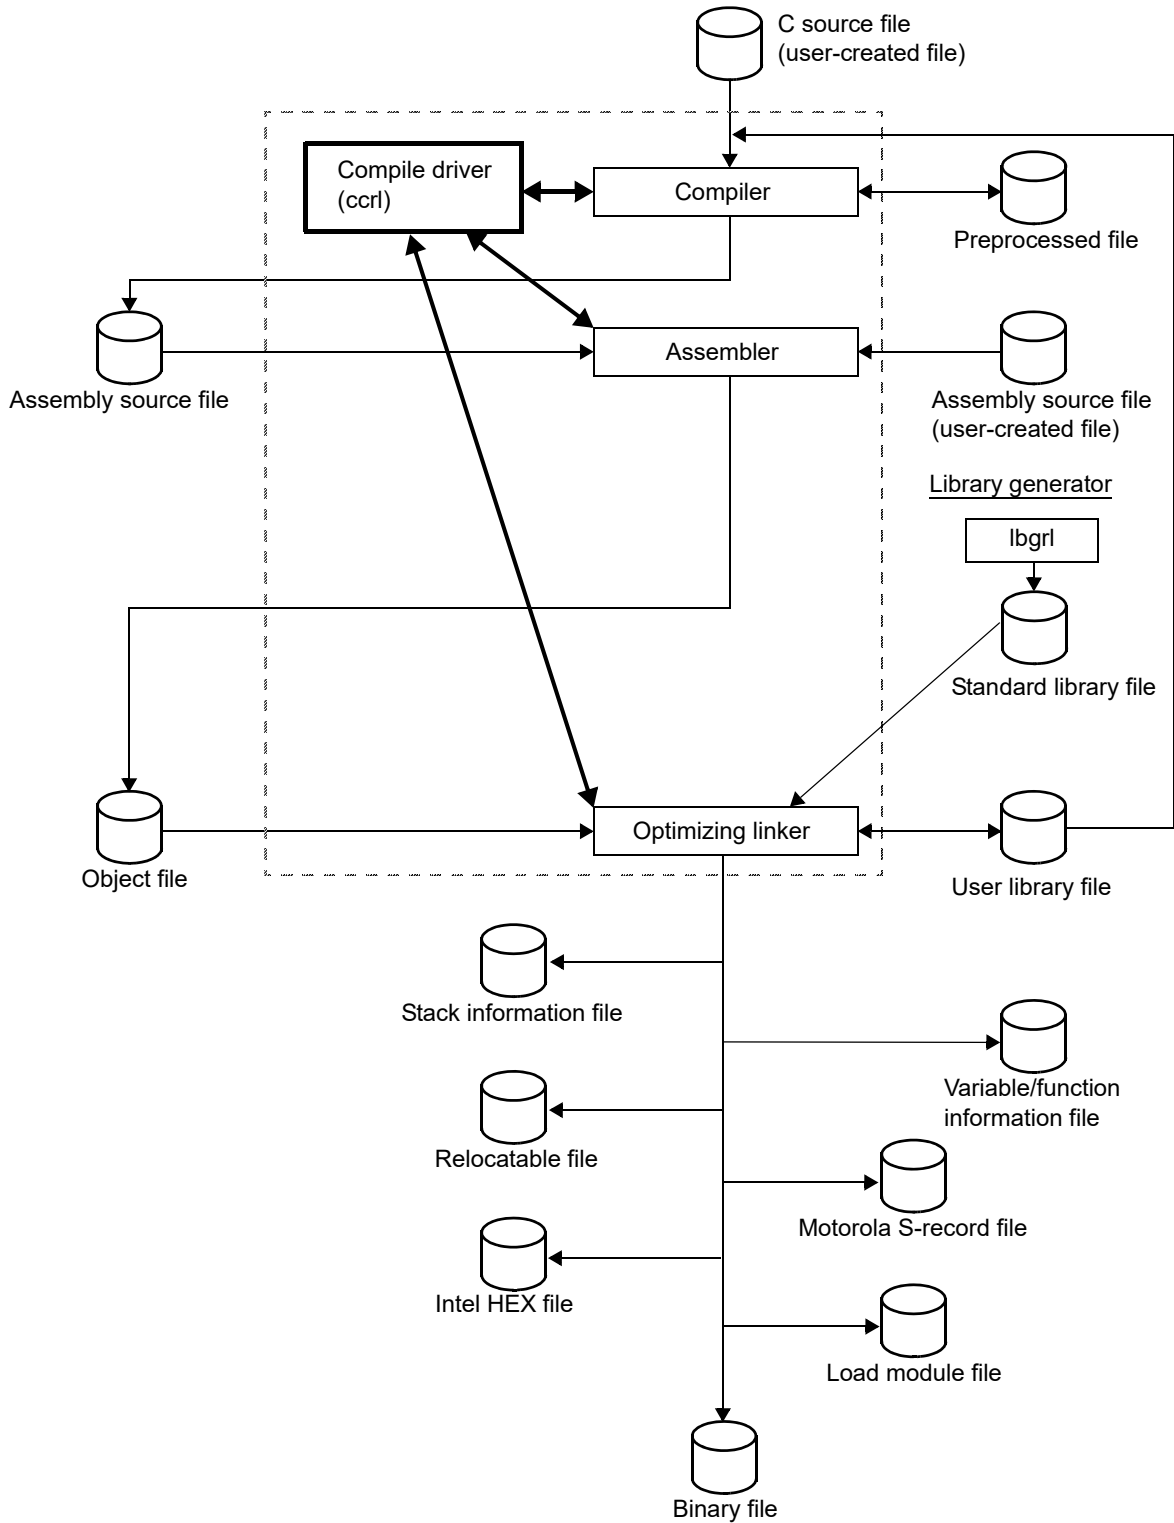 C source file
(user-created file)
Compile driver
(ccrl)
Compiler
Preprocessed file
Assembler
Assembly source file
Assembly source file
(user-created file)
Library generator
lbgrl
Standard library file
Optimizing linker
Object file
User library file
Stack information file
Variable/function
information file
Relocatable file
Motorola S-record file
Intel HEX file
Load module file
Binary file